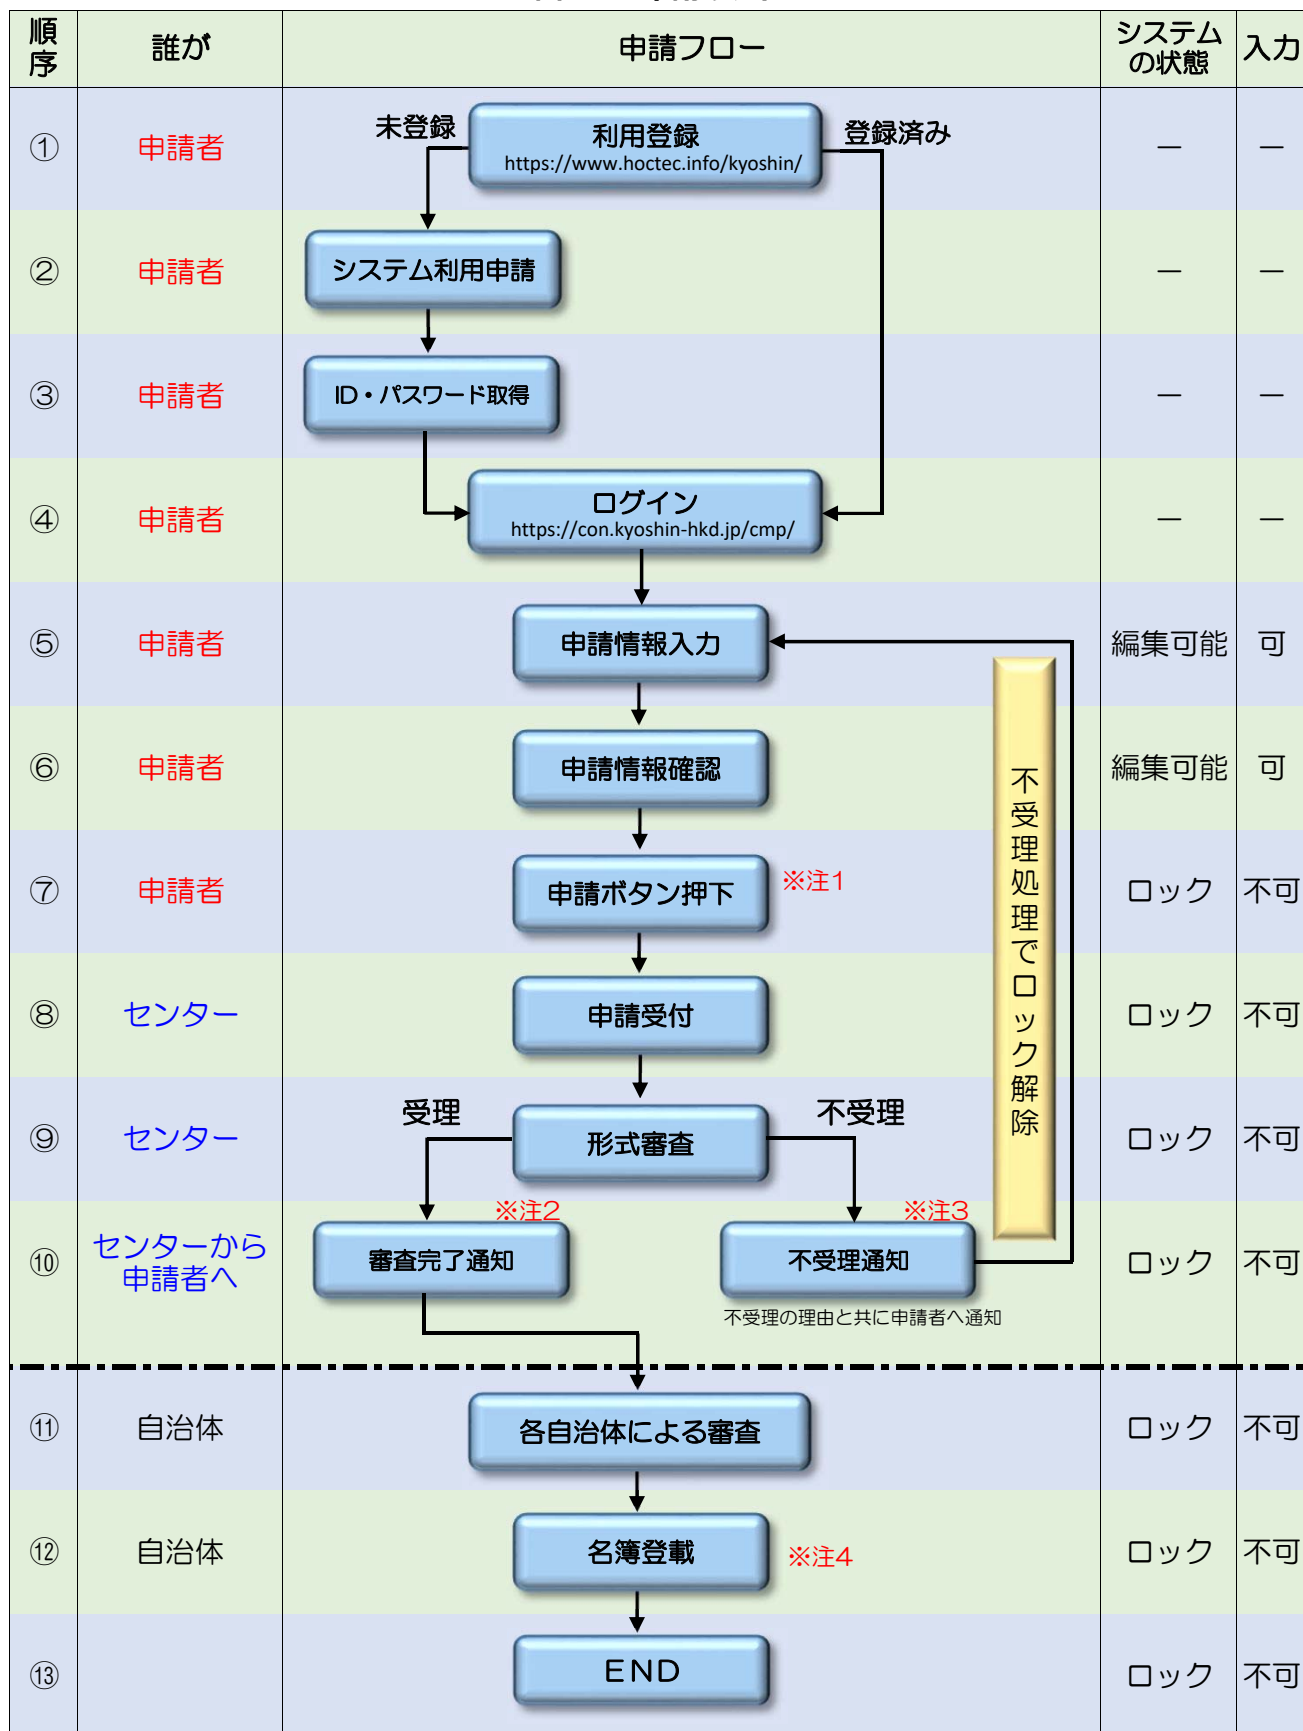 順序
誰が
申請フロー
システムの状態
入力
①
申請者
未登録
利用登録
https://www.hoctec.info/kyoshin/
登録済み
－
－
②
申請者
システム利用申請
－
－
③
申請者
ID・パスワード取得
－
－
④
申請者
ログイン
https://con.kyoshin-hkd.jp/cmp/
－
－
⑤
申請者
申請情報入力
編集可能
可
⑥
申請者
申請情報確認
編集可能
可
不受理処理でロック解除
⑦
申請者
申請ボタン押下
※注1
ロック
不可
⑧
センター
申請受付
ロック
不可
⑨
センター
受理
形式審査
不受理
ロック
不可
⑩
センターから
申請者へ
※注2
審査完了通知
※注3
不受理通知
不受理の理由と共に申請者へ通知
ロック
不可
⑪
自治体
各自治体による審査
ロック
不可
⑫
自治体
名簿登載
※注4
ロック
不可
⑬
END
ロック
不可